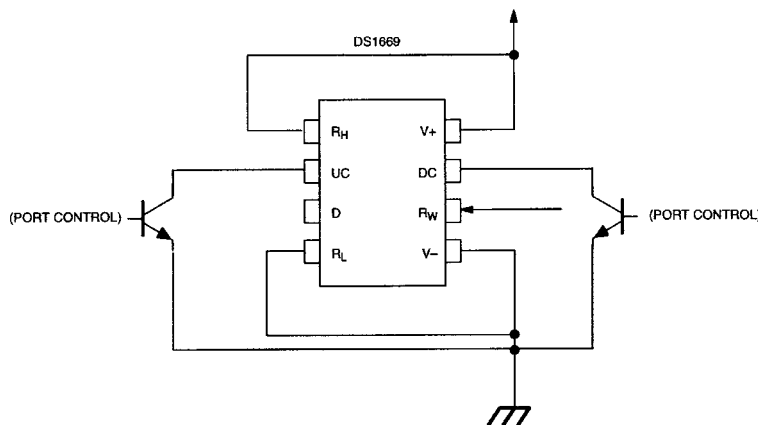 DS1669
RH V+
UC DC
D RW
RL V–
(PORT CONTROL)
(PORT CONTROL)